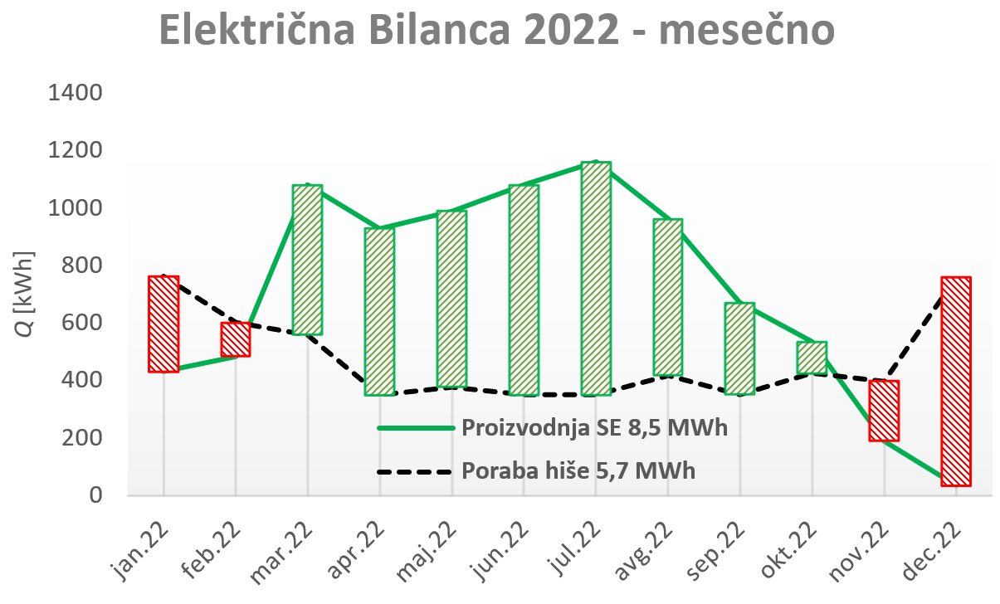 Električna Bilanca 2022 - mesečno
1400
1200
1000
800
600
400
200
0
Q [kWh]
Proizvodnja SE 8,5 MWh
Poraba hiše 5,7 MWh
jan.22
feb.22
mar.22
apr.22
maj.22
jun.22
jul.22
avg.22
sep.22
okt.22
nov.22
dec.22